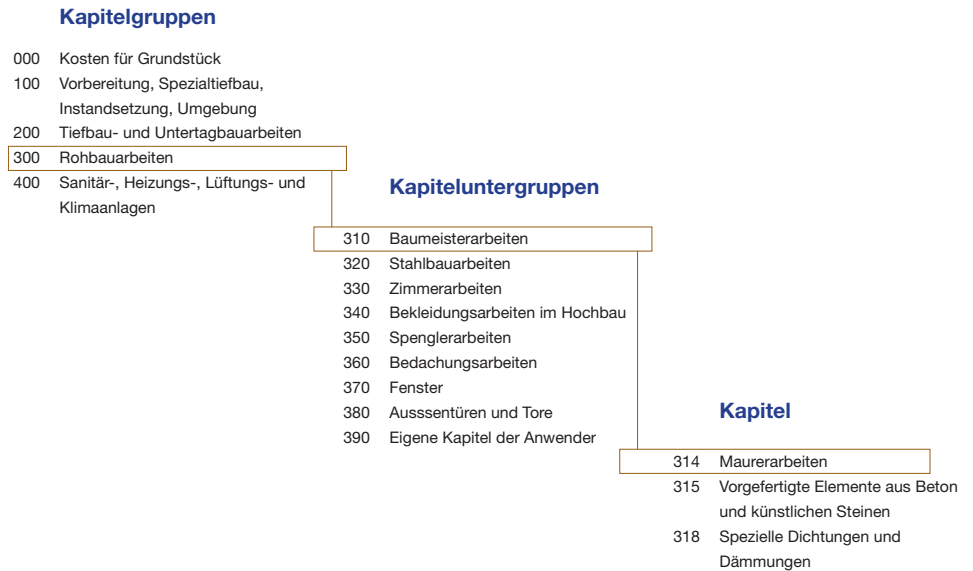 Kapitelgruppen
000 Kosten für Grundstück
100 Vorbereitung, Spezialtiefbau,
Instandsetzung, Umgebung
200 Tiefbau- und Untertagbauarbeiten
300 Rohbauarbeiten
400 Sanitär-, Heizungs-, Lüftungs- und
Klimaanlagen
Kapiteluntergruppen
310 Baumeisterarbeiten
320 Stahlbauarbeiten
330 Zimmerarbeiten
340 Bekleidungsarbeiten im Hochbau
350 Spenglerarbeiten
360 Bedachungsarbeiten
370 Fenster
380 Ausssentüren und Tore
390 Eigene Kapitel der Anwender
Kapitel
314 Maurerarbeiten
315 Vorgefertigte Elemente aus Beton
und künstlichen Steinen
318 Spezielle Dichtungen und
Dämmungen